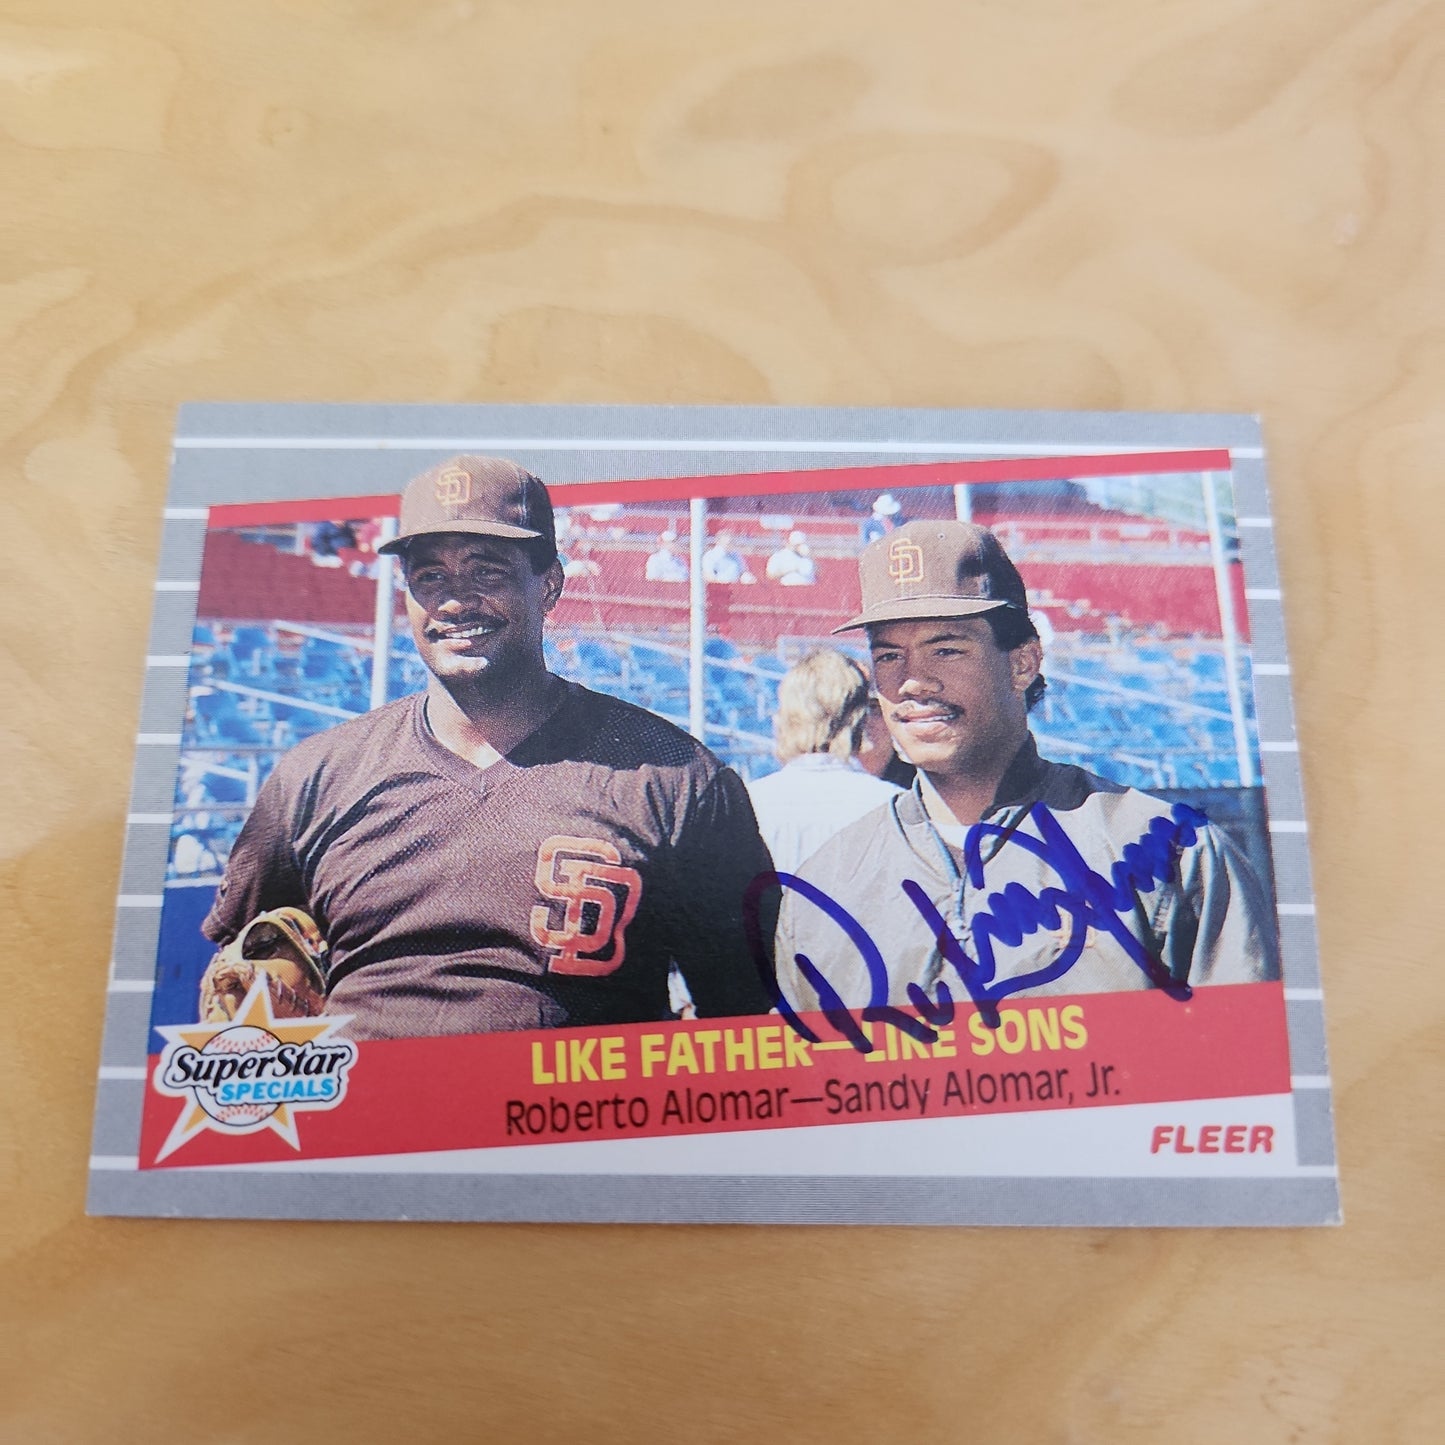 SD
SD
SD
SuperStar
SPECIALS
LIKE FATHER—LIKE SONS
Roberto Alomar—Sandy Alomar, Jr.
FLEER